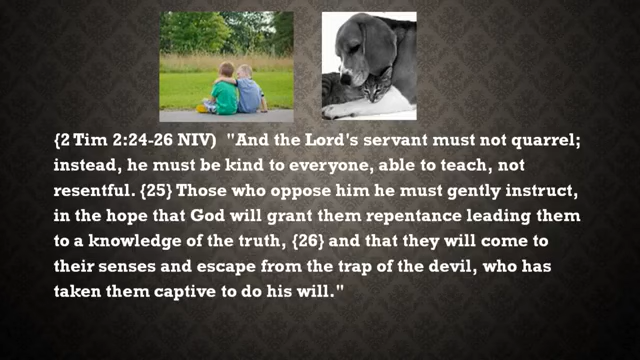 {2 Tim 2:24-26 NIV)  "And the Lord's servant must not quarrel;
instead, he must be kind to everyone, able to teach, not
resentful. {25} Those who oppose him he must gently instruct,
in the hope that God will grant them repentance leading them
to a knowledge of the truth, {26} and that they will come to
their senses and escape from the trap of the devil, who has
taken them captive to do his will."